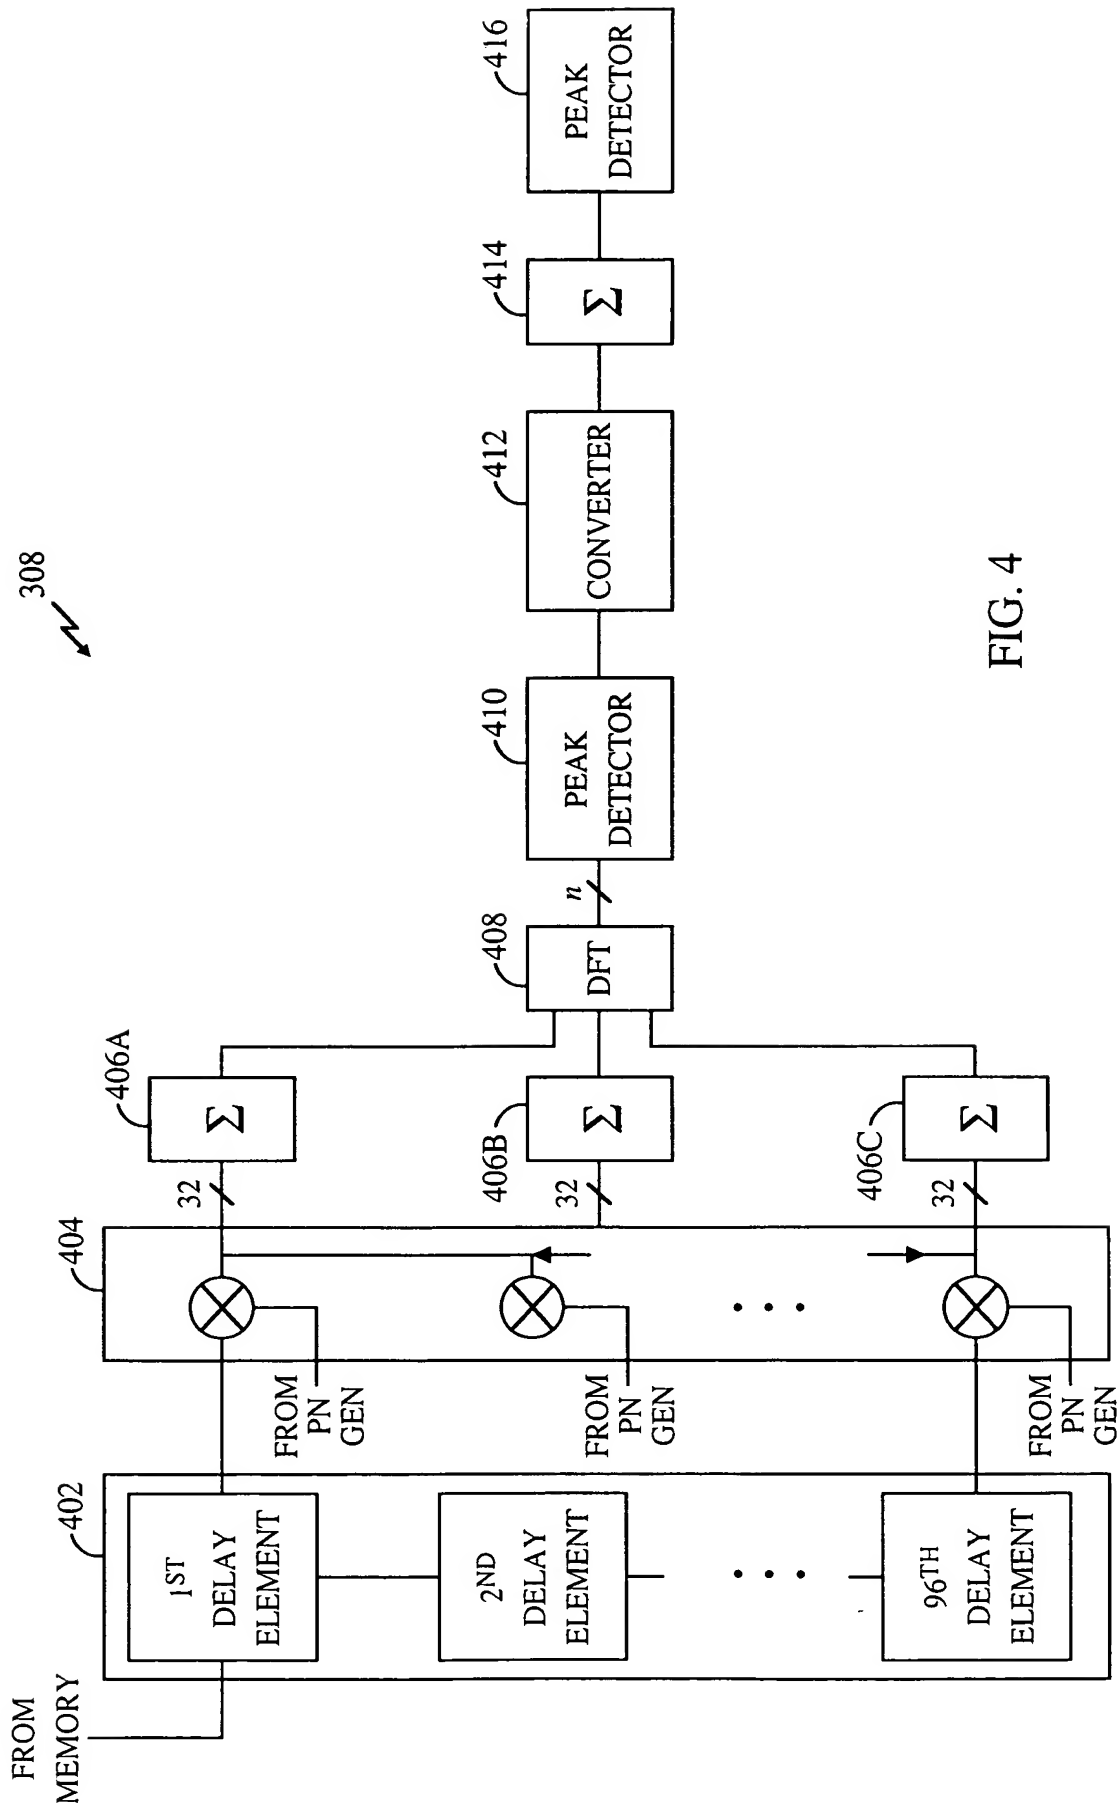 308
FROM
MEMORY
402
1ST
DELAY
ELEMENT
2ND
DELAY
ELEMENT
96TH
DELAY
ELEMENT
404
FROM
PN
GEN
FROM
PN
GEN
FROM
PN
GEN
32
32
32
406A
Σ
406B
Σ
406C
Σ
408
DFT
n
410
PEAK
DETECTOR
412
CONVERTER
414
Σ
416
PEAK
DETECTOR
FIG. 4